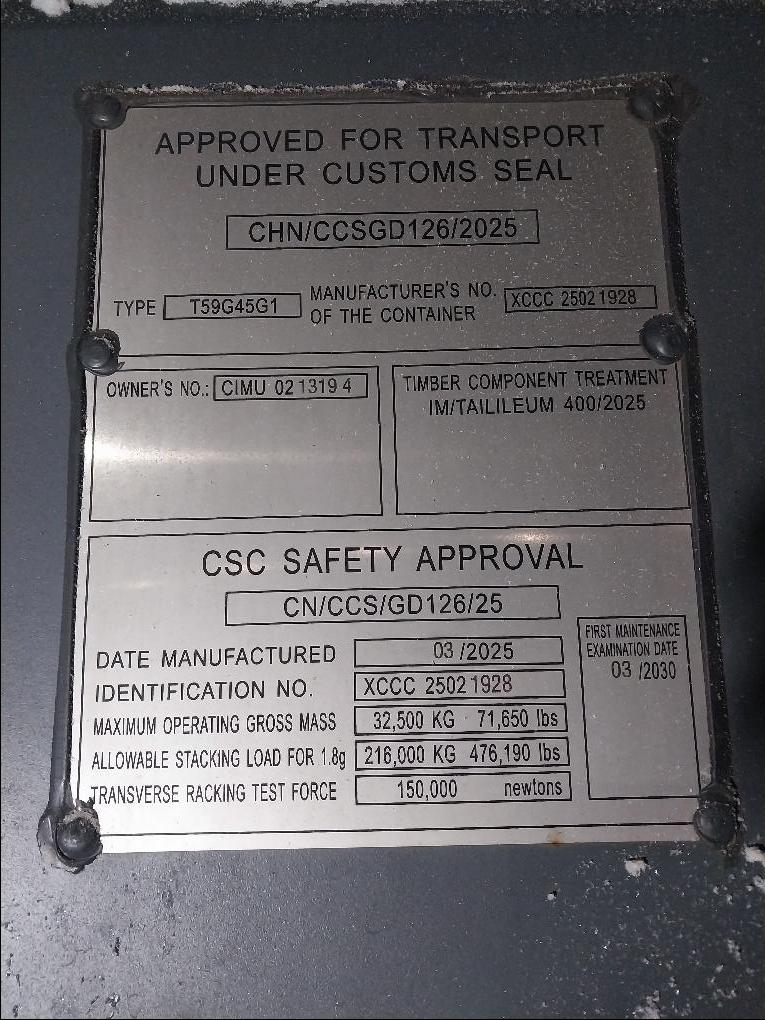 APPROVED FOR TRANSPORT
UNDER CUSTOMS SEAL
CHN/CCSGD126/2025
TYPE T59G45G1 MANUFACTURER'S NO. OF THE CONTAINER XCCC 25021928
OWNER'S NO.: CIMU 021319 4
TIMBER COMPONENT TREATMENT
IM/TAILILEUM 400/2025
CSC SAFETY APPROVAL
CN/CCS/GD126/25
DATE MANUFACTURED 03/2025
IDENTIFICATION NO. XCCC 25021928
MAXIMUM OPERATING GROSS MASS 32,500 KG 71,650 lbs
ALLOWABLE STACKING LOAD FOR 1.8g 216,000 KG 476,190 lbs
TRANSVERSE RACKING TEST FORCE 150,000 newtons
FIRST MAINTENANCE
EXAMINATION DATE
03/2030